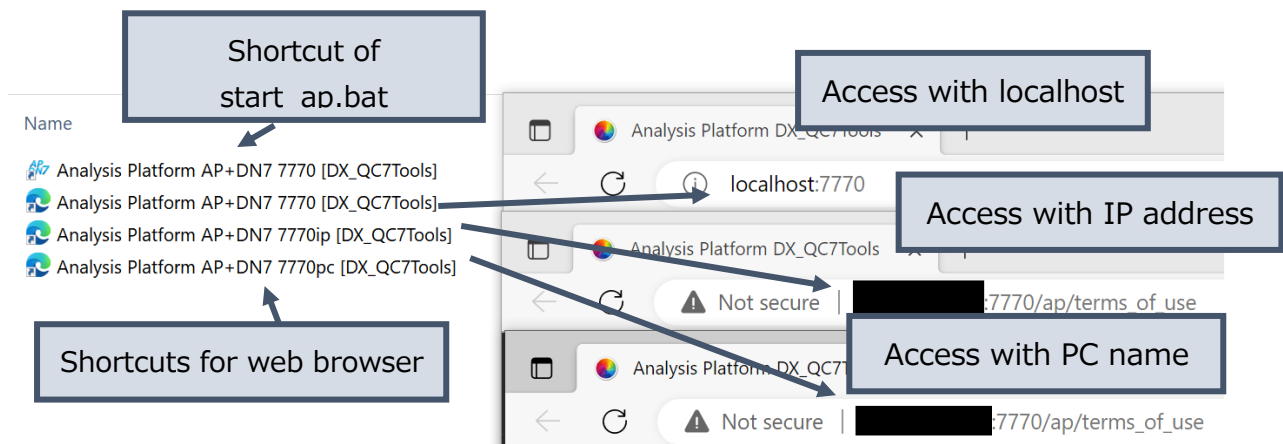 Shortcut of
start_ap.bat
Name
Analysis Platform AP+DN7 7770 [DX_QC7Tools]
Analysis Platform AP+DN7 7770 [DX_QC7Tools]
Analysis Platform AP+DN7 7770ip [DX_QC7Tools]
Analysis Platform AP+DN7 7770pc [DX_QC7Tools]
Shortcuts for web browser
Access with localhost
Analysis Platform DX_QC7Tools
localhost:7770
Access with IP address
Analysis Platform DX_QC7Tools
Not secure :7770/ap/terms_of_use
Access with PC name
Analysis Platform DX_QC7
Not secure :7770/ap/terms_of_use